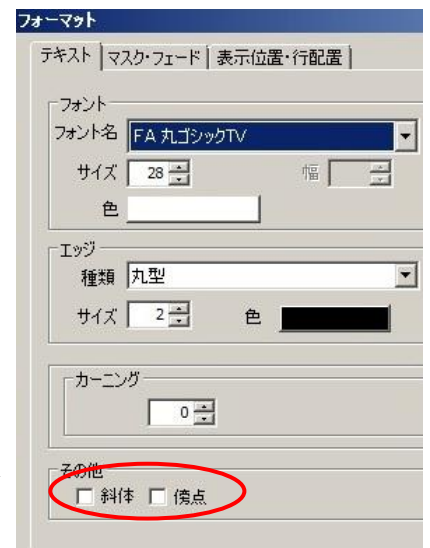 フォーマット
テキスト マスク・フェード 表示位置・行配置
フォント
フォント名 FA 丸ゴシックTV
サイズ 28 幅
色
エッジ
種類 丸型
サイズ 2 色
カーニング
0
その他
斜体 傍点